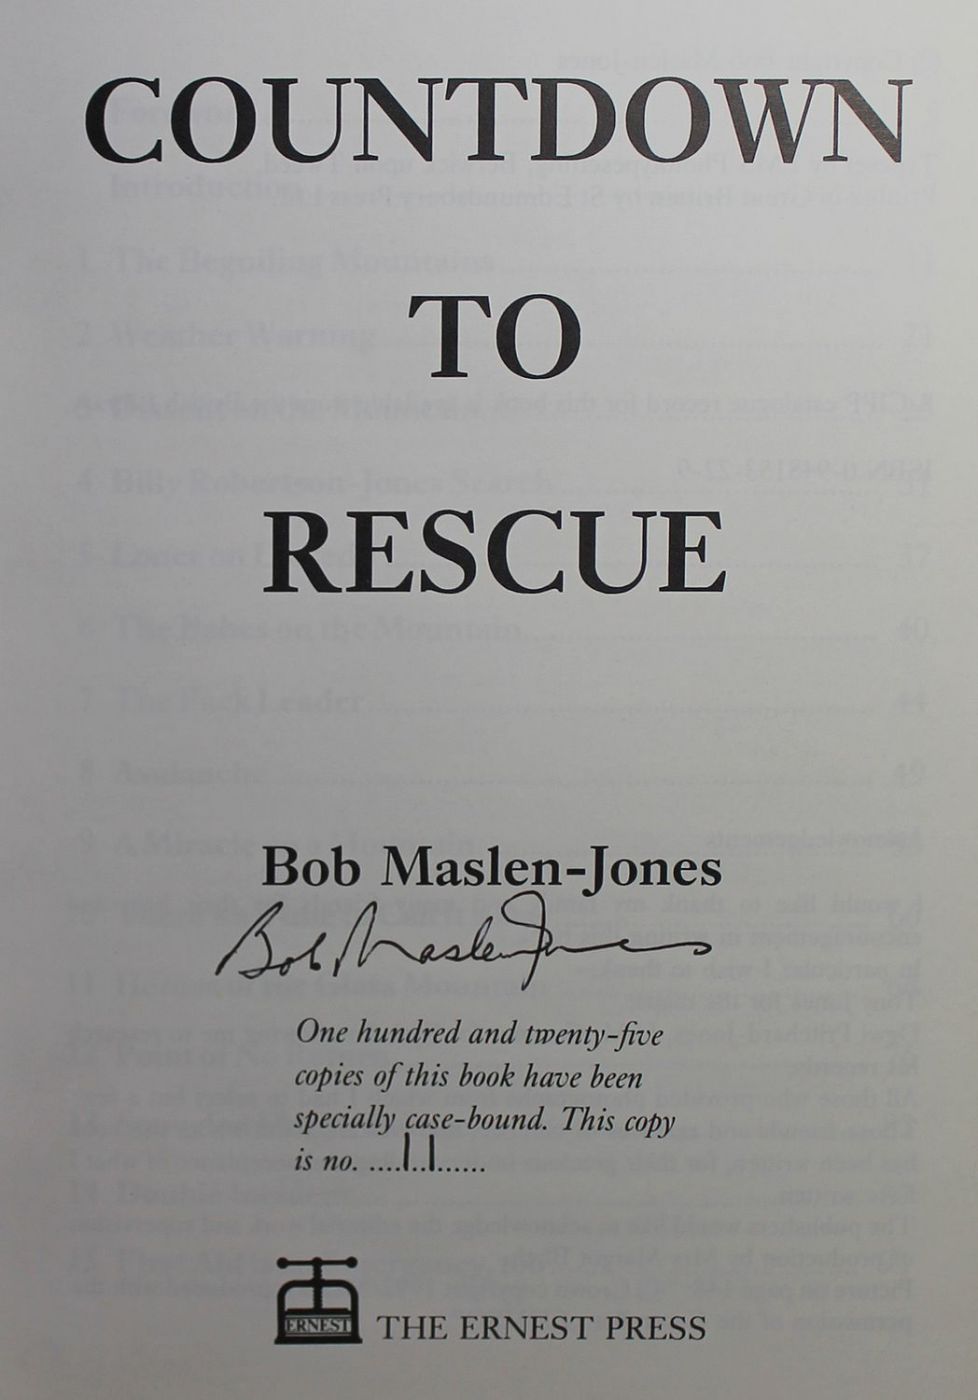 COUNTDOWN
TO
RESCUE
Bob Maslen-Jones
Bob Maslen-Jones
One hundred and twenty-five
copies of this book have been
specially case-bound. This copy
is no. ....11......
ERNEST
THE ERNEST PRESS